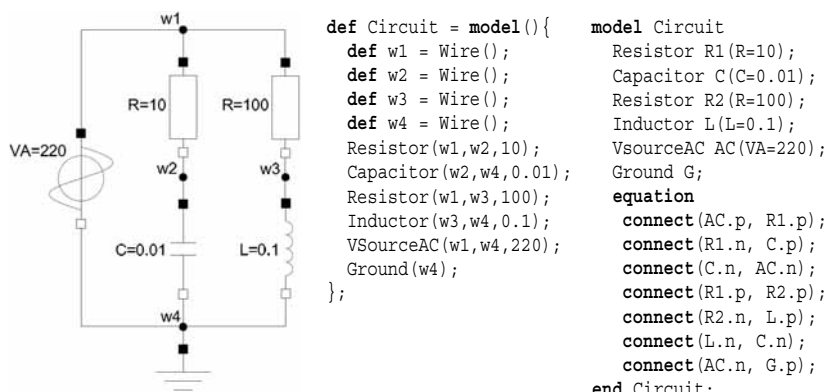 w1
R=10
R=100
VA=220
w2
w3
C=0.01
L=0.1
w4
def Circuit = model(){
def w1 = Wire();
def w2 = Wire();
def w3 = Wire();
def w4 = Wire();
Resistor(w1,w2,10);
Capacitor(w2,w4,0.01);
Resistor(w1,w3,100);
Inductor(w3,w4,0.1);
VSourceAC(w1,w4,220);
Ground(w4);
};
model Circuit
Resistor R1(R=10);
Capacitor C(C=0.01);
Resistor R2(R=100);
Inductor L(L=0.1);
VsourceAC AC(VA=220);
Ground G;
equation
connect(AC.p, R1.p);
connect(R1.n, C.p);
connect(C.n, AC.n);
connect(R1.p, R2.p);
connect(R2.n, L.p);
connect(L.n, C.n);
connect(AC.n, G.p);
end Circuit;